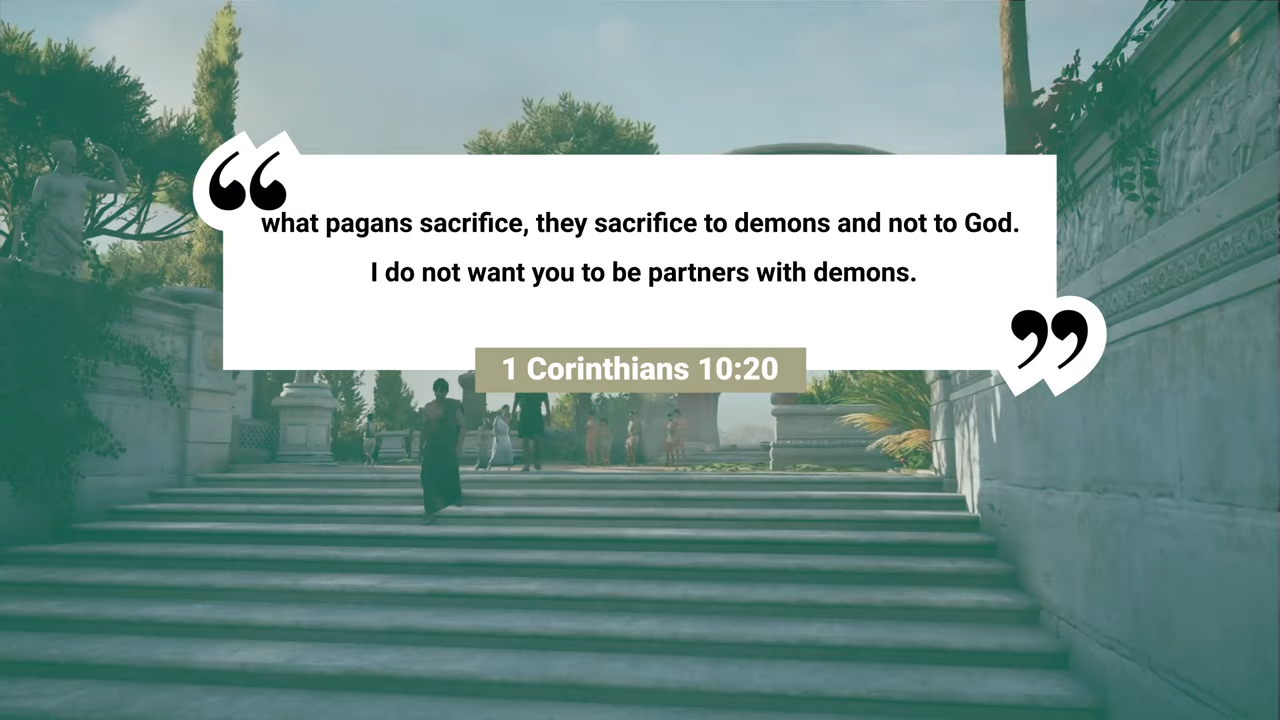 “
what pagans sacrifice, they sacrifice to demons and not to God.
I do not want you to be partners with demons.
”
1 Corinthians 10:20